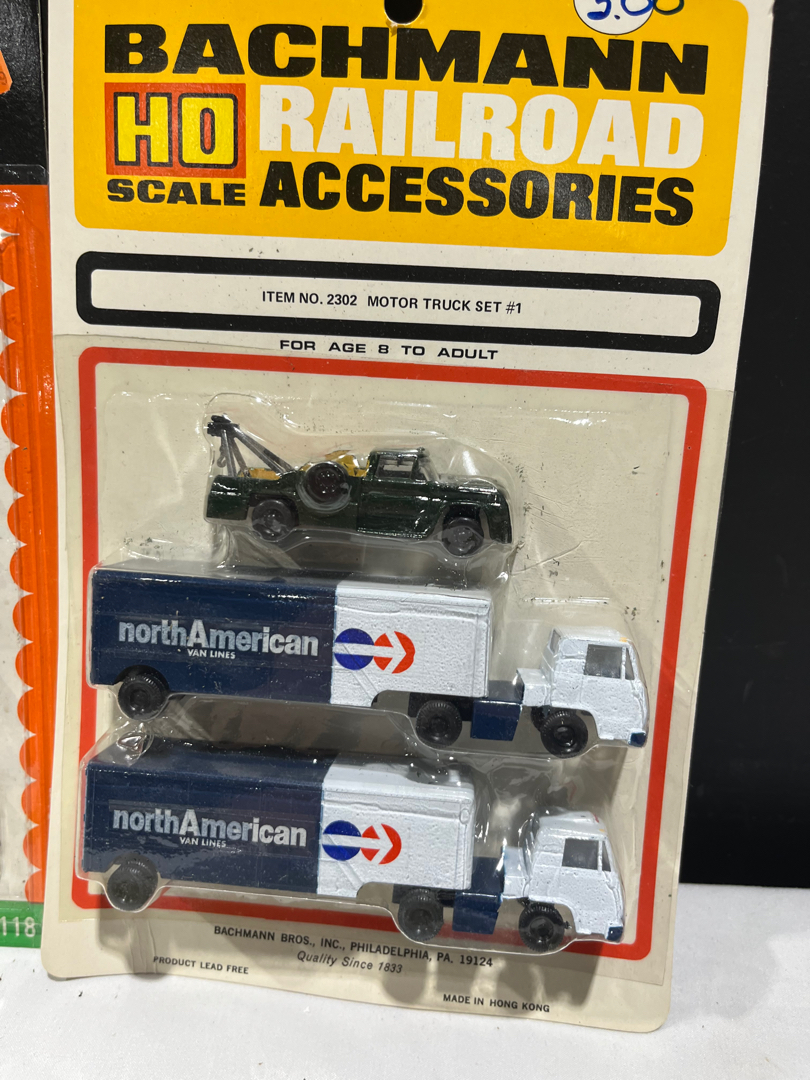 5.00
BACHMANN
HO RAILROAD
SCALE ACCESSORIES
ITEM NO. 2302 MOTOR TRUCK SET #1
FOR AGE 8 TO ADULT
northAmerican
VAN LINES
northAmerican
VAN LINES
118
BACHMANN BROS., INC., PHILADELPHIA, PA. 19124
Quality Since 1833
PRODUCT LEAD FREE
MADE IN HONG KONG